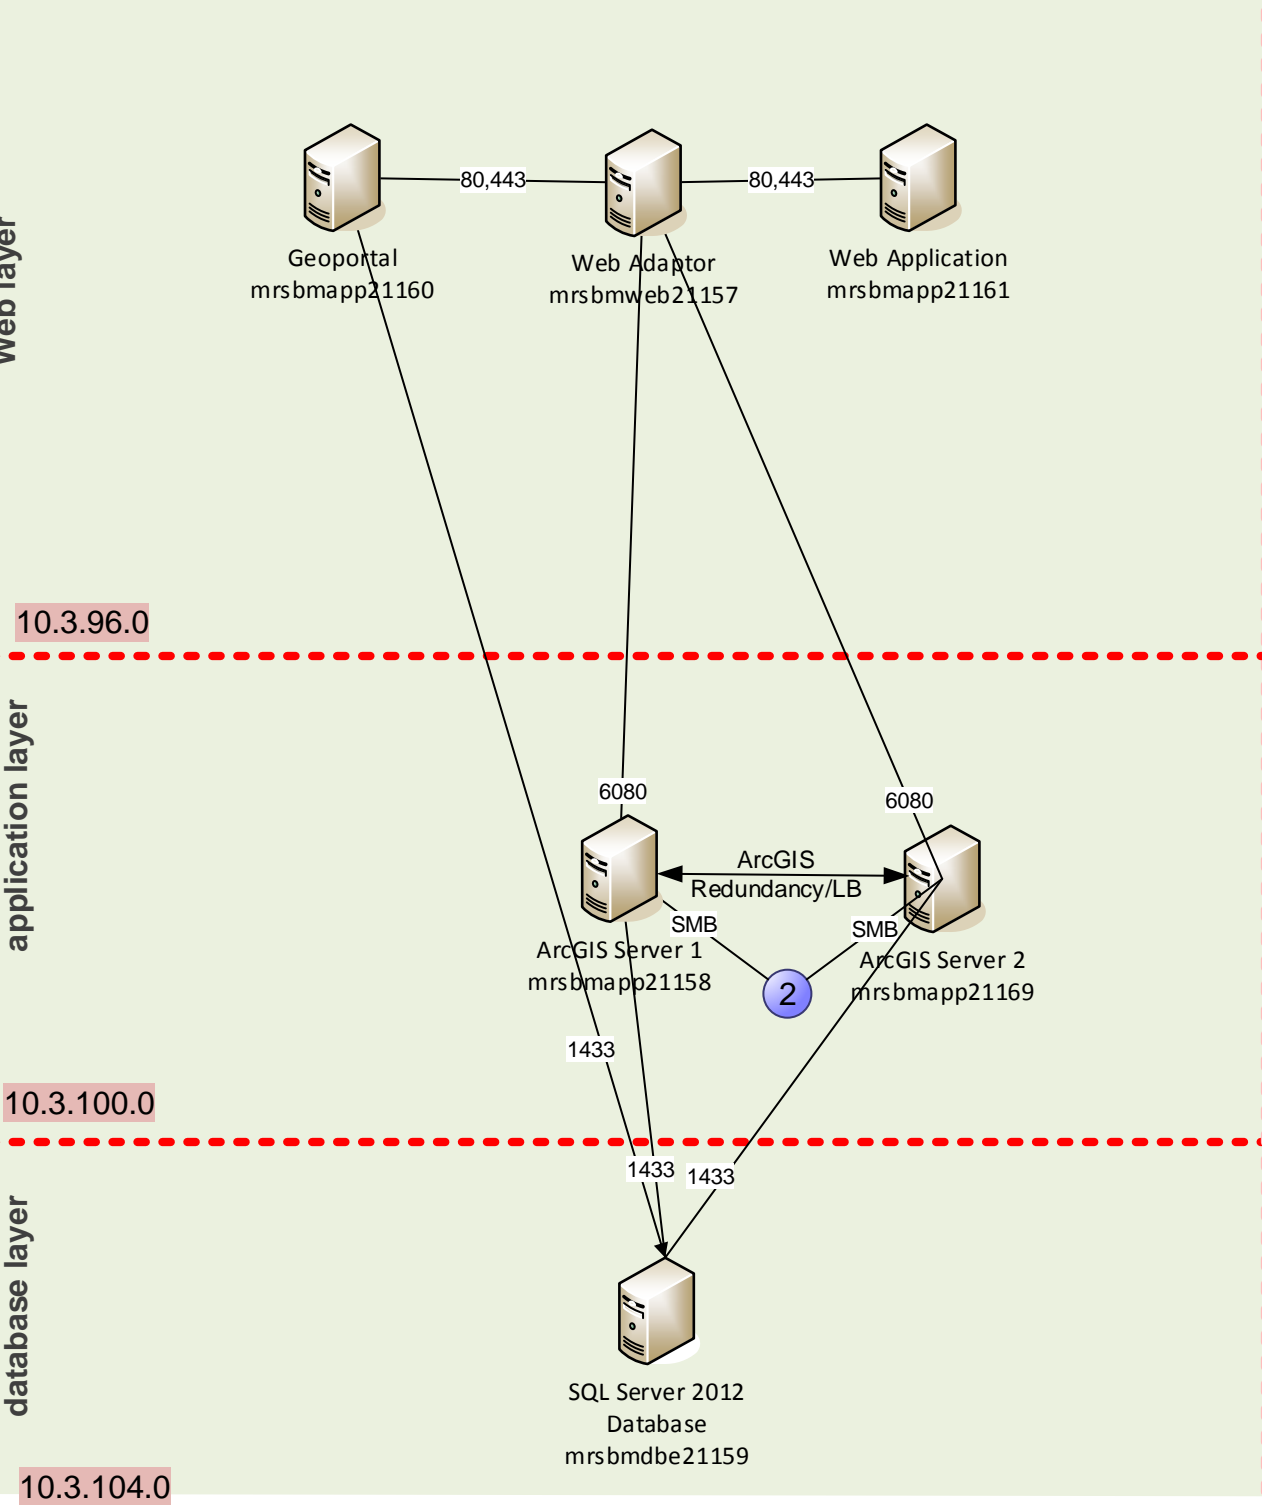 80,443
80,443
Geoportal
mrsbmapp21160
Web Adaptor
mrsbmweb21157
Web Application
mrsbmapp21161
web layer
10.3.96.0
application layer
6080
6080
ArcGIS
Redundancy/LB
SMB
SMB
ArcGIS Server 1
mrsbmapp21158
ArcGIS Server 2
mrsbmapp21169
2
1433
10.3.100.0
1433
1433
database layer
SQL Server 2012
Database
mrsbmdbe21159
10.3.104.0